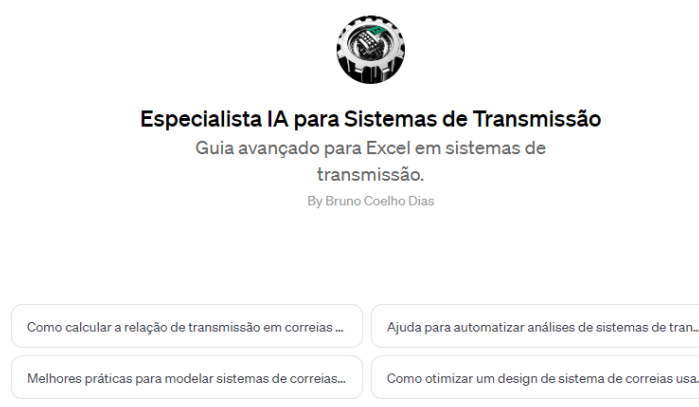 Especialista IA para Sistemas de Transmissão
Guia avançado para Excel em sistemas de
transmissão.
By Bruno Coelho Dias
Como calcular a relação de transmissão em correias ...
Ajuda para automatizar análises de sistemas de tran...
Melhores práticas para modelar sistemas de correias...
Como otimizar um design de sistema de correias usa.